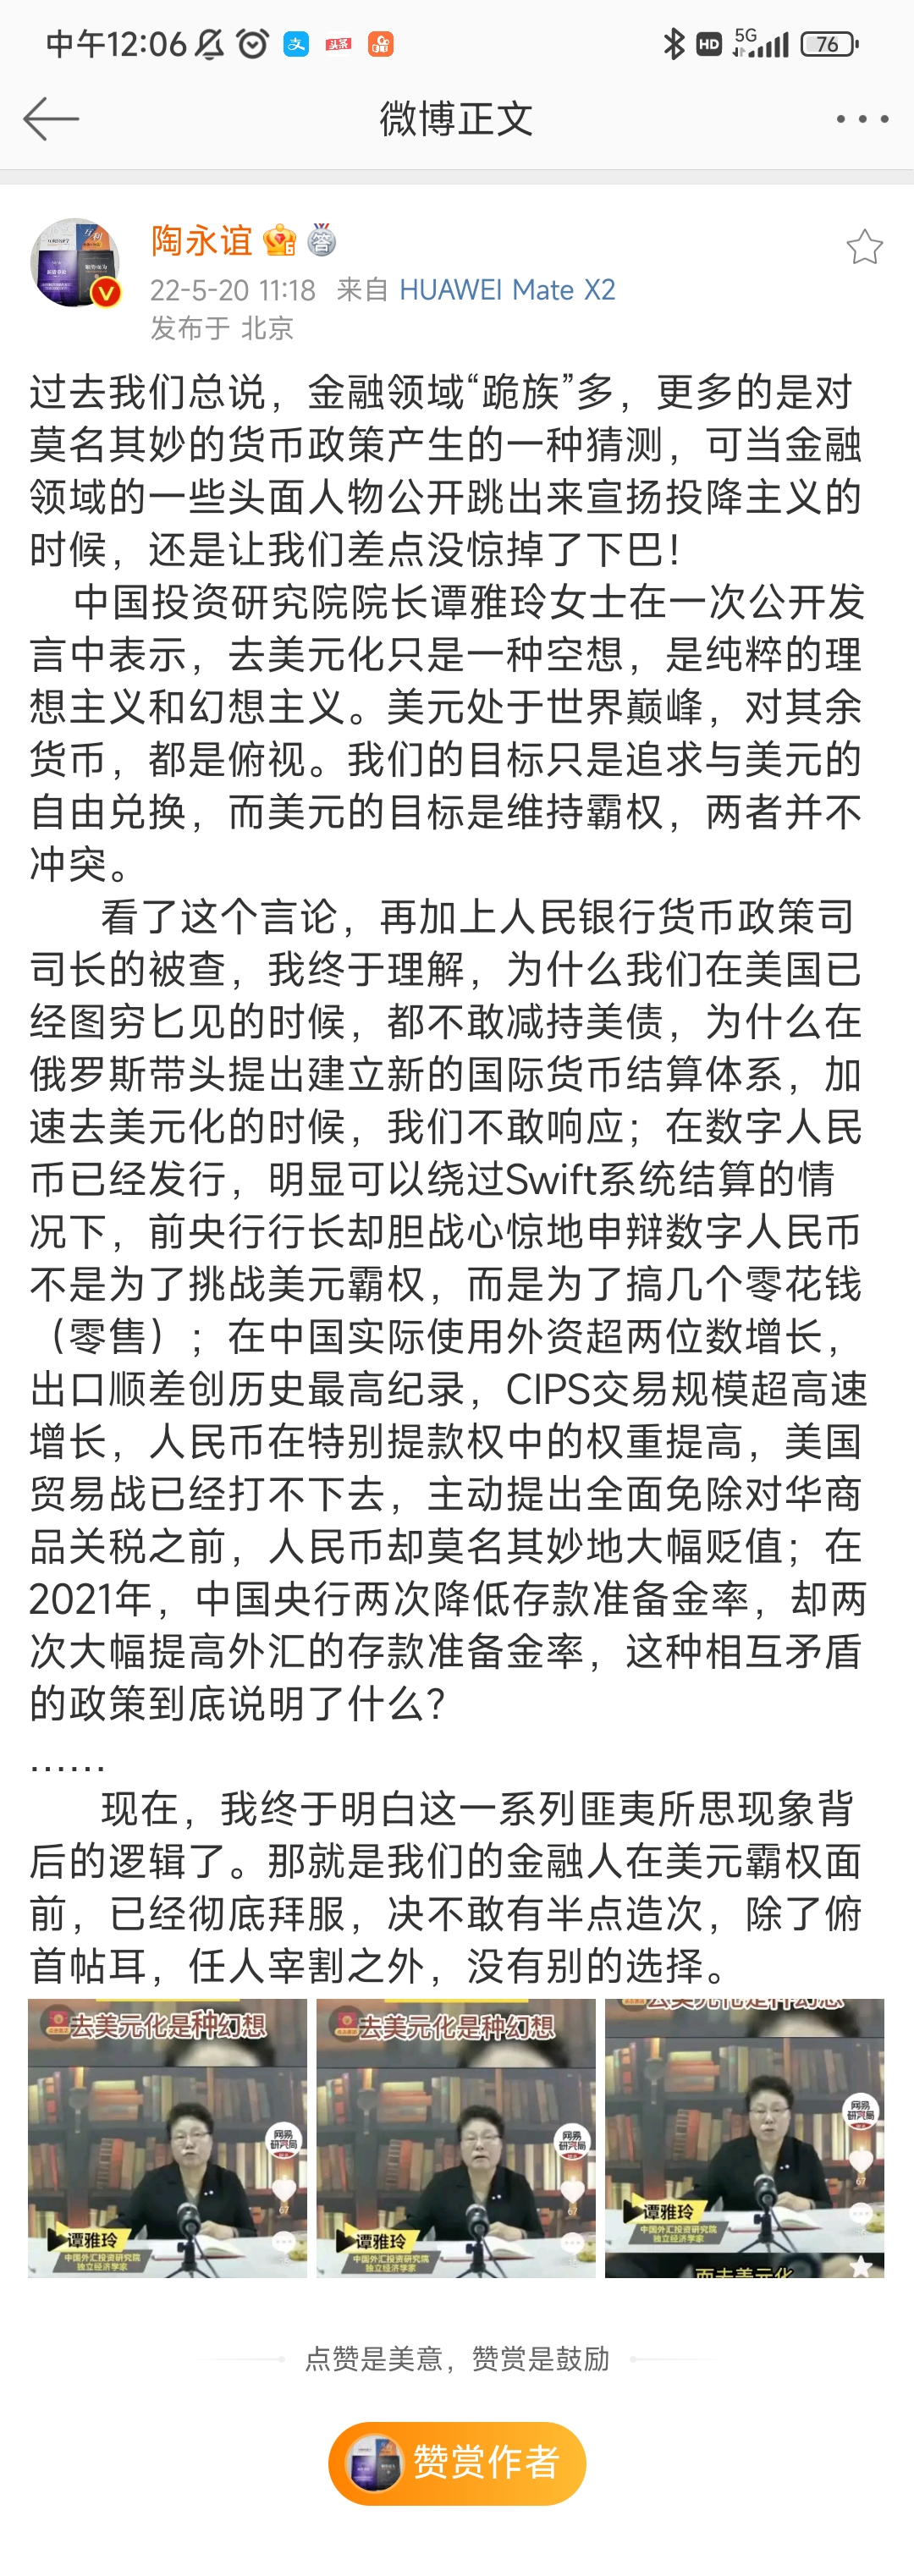 中午12:06
支
头条
HD
5G
76
微博正文
陶永谊
6
答
V
22-5-20 11:18 来自 HUAWEI Mate X2
发布于 北京
过去我们总说，金融领域“跪族”多，更多的是对
莫名其妙的货币政策产生的一种猜测，可当金融
领域的一些头面人物公开跳出来宣扬投降主义的
时候，还是让我们差点没惊掉了下巴！
中国投资研究院院长谭雅玲女士在一次公开发
言中表示，去美元化只是一种空想，是纯粹的理
想主义和幻想主义。美元处于世界巅峰，对其余
货币，都是俯视。我们的目标只是追求与美元的
自由兑换，而美元的目标是维持霸权，两者并不
冲突。
看了这个言论，再加上人民银行货币政策司
司长的被查，我终于理解，为什么我们在美国已
经图穷匕见的时候，都不敢减持美债，为什么在
俄罗斯带头提出建立新的国际货币结算体系，加
速去美元化的时候，我们不敢响应；在数字人民
币已经发行，明显可以绕过Swift系统结算的情
况下，前央行行长却胆战心惊地申辩数字人民币
不是为了挑战美元霸权，而是为了搞几个零花钱
（零售）；在中国实际使用外资超两位数增长，
出口顺差创历史最高纪录，CIPS交易规模超高速
增长，人民币在特别提款权中的权重提高，美国
贸易战已经打不下去，主动提出全面免除对华商
品关税之前，人民币却莫名其妙地大幅贬值；在
2021年，中国央行两次降低存款准备金率，却两
次大幅提高外汇的存款准备金率，这种相互矛盾
的政策到底说明了什么？
……
现在，我终于明白这一系列匪夷所思现象背
后的逻辑了。那就是我们的金融人在美元霸权面
前，已经彻底拜服，决不敢有半点造次，除了俯
首帖耳，任人宰割之外，没有别的选择。
去美元化是种幻想
网易
研究局
67
谭雅玲
中国外汇投资研究院
独立经济学家
去美元化是种幻想
网易
研究局
67
谭雅玲
中国外汇投资研究院
独立经济学家
去美元化是种幻想
网易
研究局
67
谭雅玲
中国外汇投资研究院
独立经济学家
而去美元化
点赞是美意，赞赏是鼓励
赞赏作者